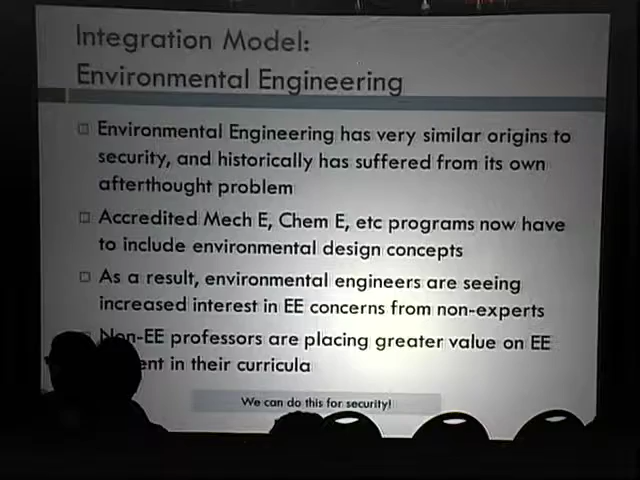 Integration Model:
Environmental Engineering
Environmental Engineering has very similar origins to
security, and historically has suffered from its own
afterthought problem
Accredited Mech E, Chem E, etc programs now have
to include environmental design concepts
As a result, environmental engineers are seeing
increased interest in EE concerns from non-experts
Non-EE professors are placing greater value on EE
in their curricula
We can do this for security!